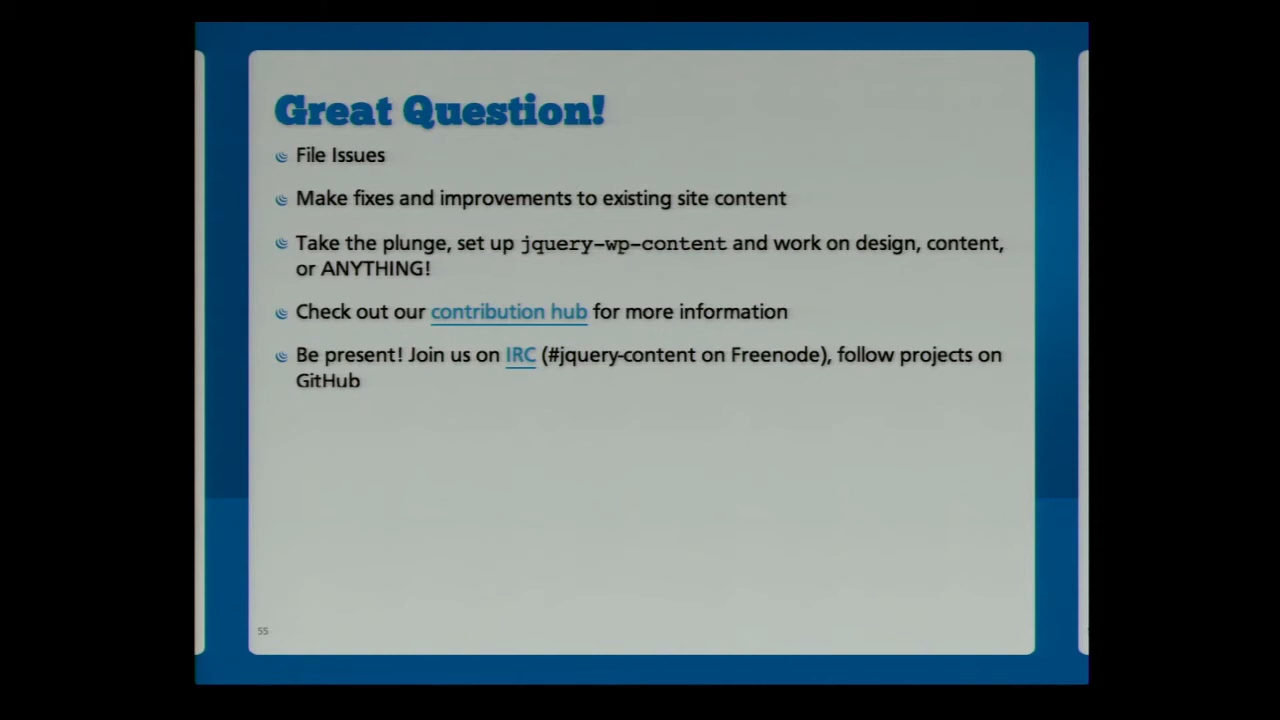 Great Question!
File Issues
Make fixes and improvements to existing site content
Take the plunge, set up jquery-wp-content and work on design, content,
or ANYTHING!
Check out our contribution hub for more information
Be present! Join us on IRC (#jquery-content on Freenode), follow projects on
GitHub
55